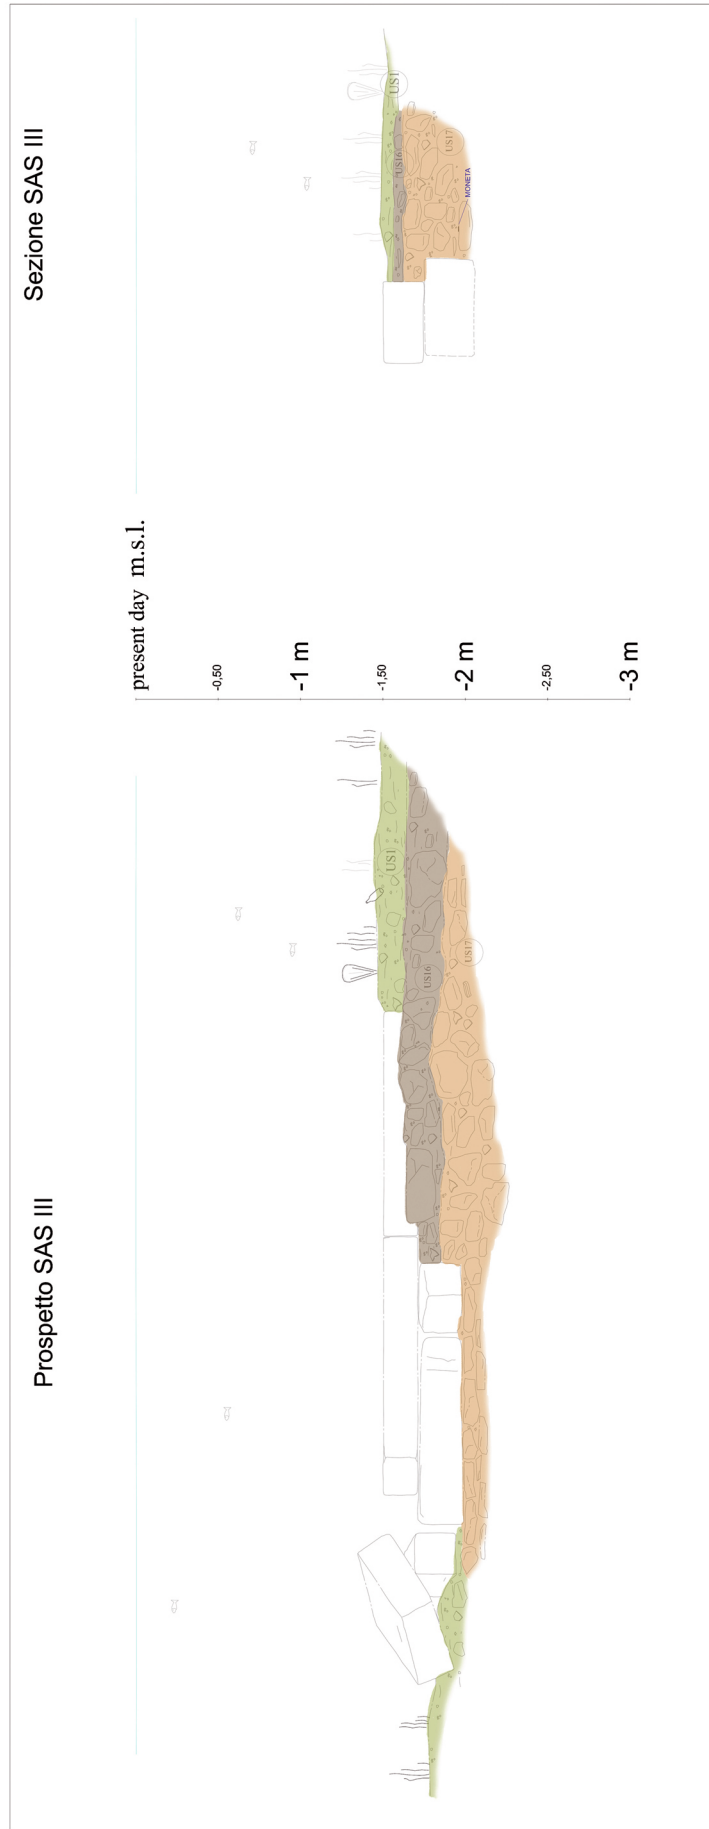 Prospetto SAS III
US1
US16
US17
present day m.s.l.
-0,50
-1 m
-1,50
-2 m
-2,50
-3 m
Sezione SAS III
US1
US16
US17
MONETA